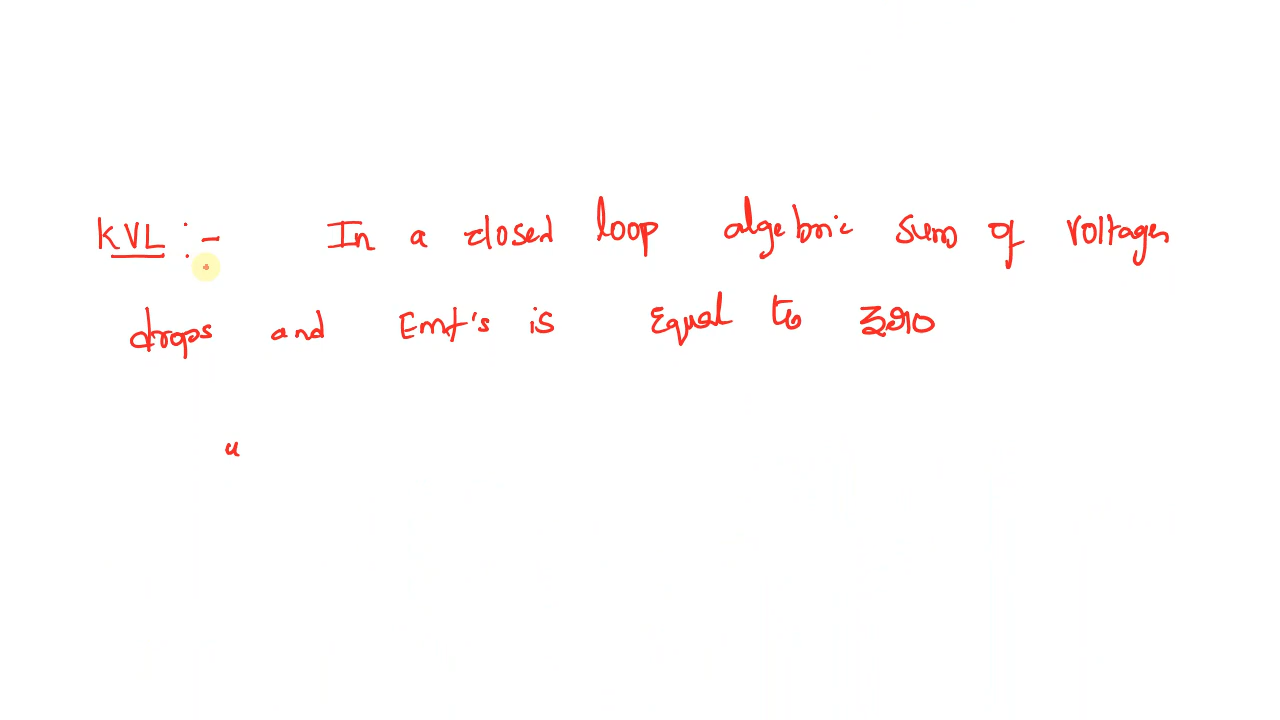 KVL :- In a closed loop algebric sum of voltages
drops and Emf's is Equal to zero
"